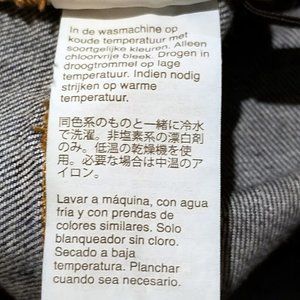 In de wasmachine op
koude temperatuur met
soortgelijke kleuren. Alleen
chloorvrije bleek. Drogen in
droogtrommel op lage
temperatuur. Indien nodig
strijken op warme
temperatuur.
同色系のものと一緒に冷水
で洗濯。非塩素系の漂白剤
のみ。低温の乾燥機を使
用。必要な場合は中温のア
イロン。
Lavar a máquina, con agua
fría y con prendas de
colores similares. Solo
blanqueador sin cloro.
Secado a baja
temperatura. Planchar
cuando sea necesario.